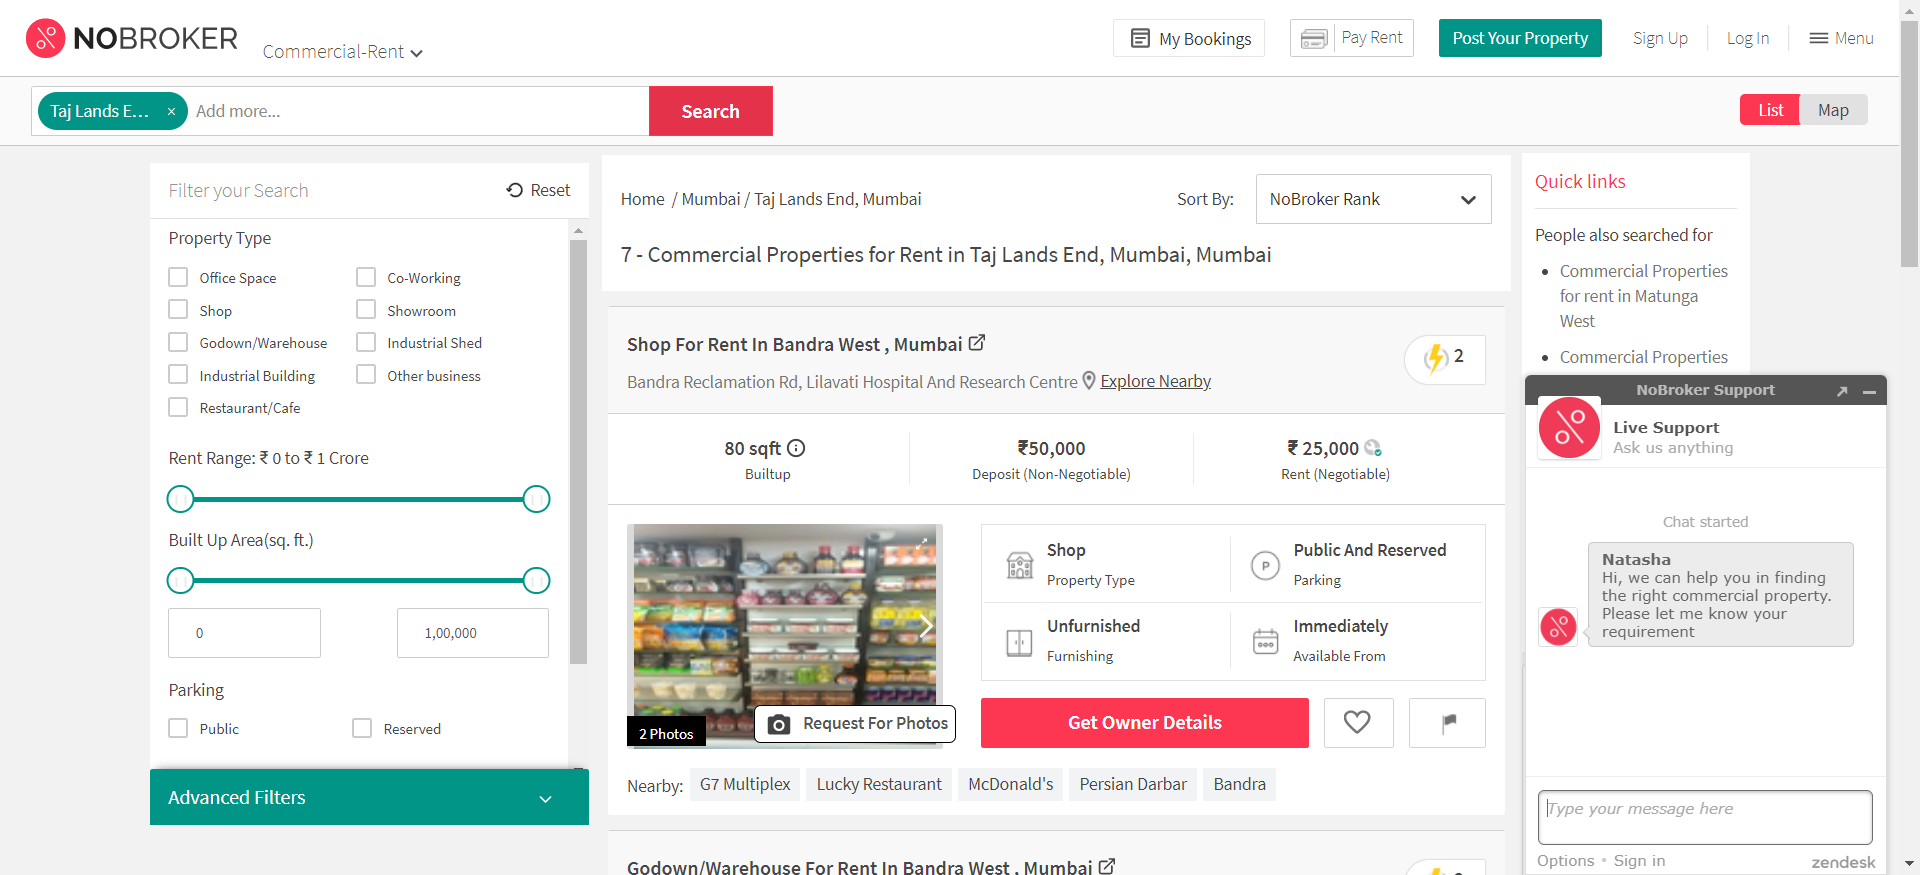 NOBROKER
Commercial-Rent
My Bookings
Pay Rent
Post Your Property
Sign Up
Log In
Menu
Taj Lands E... ×
Add more...
Search
List
Map
Filter your Search
Reset
Property Type
Office Space
Co-Working
Shop
Showroom
Godown/Warehouse
Industrial Shed
Industrial Building
Other business
Restaurant/Cafe
Rent Range: ₹ 0 to ₹ 1 Crore
Built Up Area(sq. ft.)
0
1,00,000
Parking
Public
Reserved
Advanced Filters
Home / Mumbai / Taj Lands End, Mumbai
Sort By:
NoBroker Rank
7 - Commercial Properties for Rent in Taj Lands End, Mumbai, Mumbai
Shop For Rent In Bandra West , Mumbai
2
Bandra Reclamation Rd, Lilavati Hospital And Research Centre
Explore Nearby
80 sqft
Builtup
₹50,000
Deposit (Non-Negotiable)
₹ 25,000
Rent (Negotiable)
2 Photos
Request For Photos
Shop
Property Type
P
Public And Reserved
Parking
Unfurnished
Furnishing
Immediately
Available From
Get Owner Details
Nearby:
G7 Multiplex
Lucky Restaurant
McDonald's
Persian Darbar
Bandra
Godown/Warehouse For Rent In Bandra West , Mumbai
Quick links
People also searched for
Commercial Properties
for rent in Matunga
West
Commercial Properties
NoBroker Support
Live Support
Ask us anything
Chat started
Natasha
Hi, we can help you in finding
the right commercial property.
Please let me know your
requirement
Type your message here
Options • Sign in
zendesk